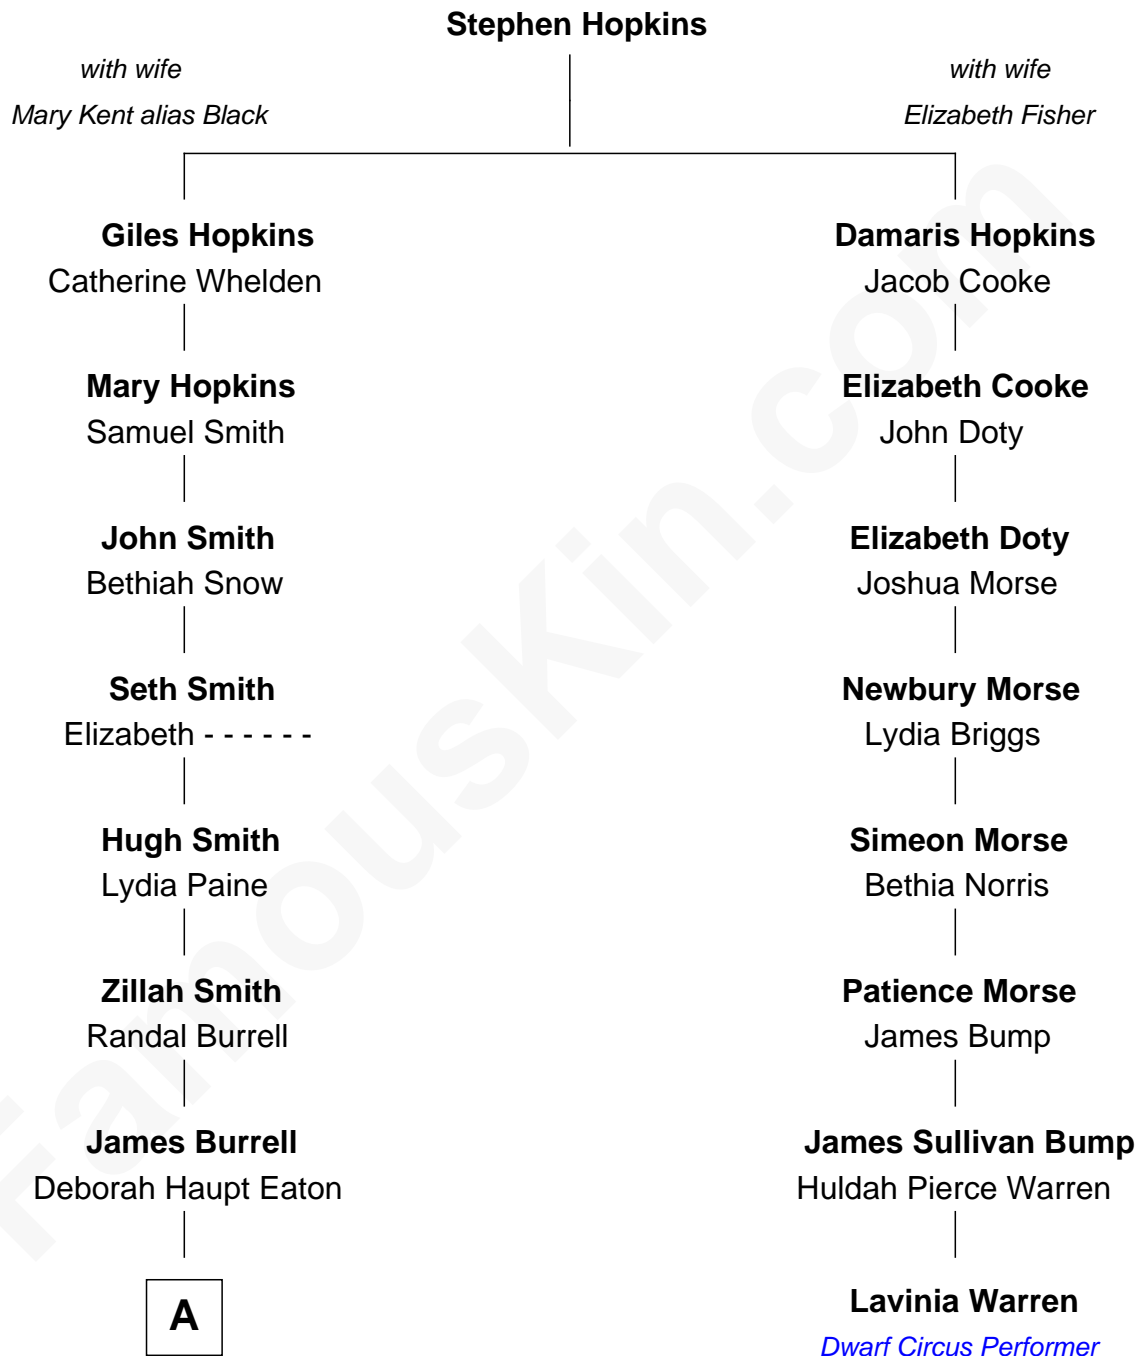 Stephen Hopkins
with wife
Mary Kent alias Black
with wife
Elizabeth Fisher
Giles Hopkins
Catherine Whelden
Damaris Hopkins
Jacob Cooke
Mary Hopkins
Samuel Smith
Elizabeth Cooke
John Doty
John Smith
Bethiah Snow
Elizabeth Doty
Joshua Morse
Seth Smith
Elizabeth - - - - - -
Newbury Morse
Lydia Briggs
Hugh Smith
Lydia Paine
Simeon Morse
Bethia Norris
Zillah Smith
Randal Burrell
Patience Morse
James Bump
James Burrell
Deborah Haupt Eaton
James Sullivan Bump
Huldah Pierce Warren
A
Lavinia Warren
Dwarf Circus Performer
FamousKin.com